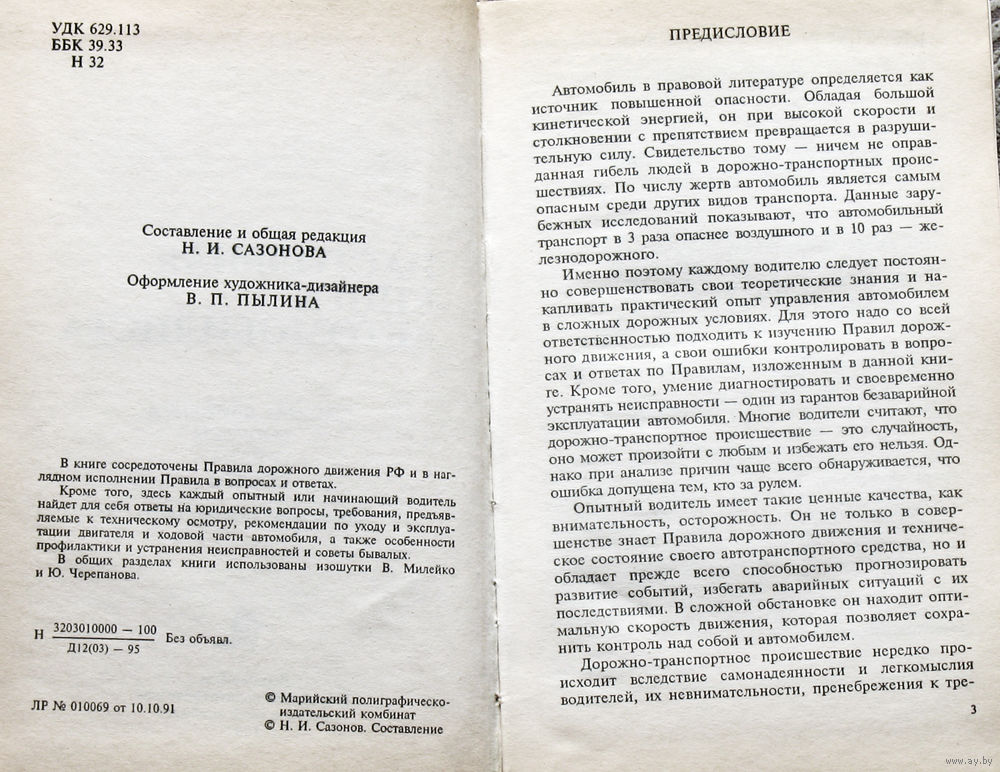 УДК 629.113
ББК 39.33
Н 32
Составление и общая редакция
Н. И. САЗОНОВА
Оформление художника-дизайнера
В. П. ПЫЛИНА
В книге сосредоточены Правила дорожного движения РФ и в наг-
лядном исполнении Правила в вопросах и ответах.
Кроме того, здесь каждый опытный или начинающий водитель
найдет для себя ответы на юридические вопросы, требования, предъяв-
ляемые к техническому осмотру, рекомендации по уходу и эксплуа-
тации двигателя и ходовой части автомобиля, а также особенности
профилактики и устранения неисправностей и советы бывалых.
В общих разделах книги использованы изошутки В. Милейко
и Ю. Черепанова.
Н 3203010000 — 100 Без объявл.
Д12(03) — 95
ЛР № 010069 от 10.10.91
© Марийский полиграфическо-
издательский комбинат
© Н. И. Сазонов. Составление
ПРЕДИСЛОВИЕ
Автомобиль в правовой литературе определяется как
источник повышенной опасности. Обладая большой
кинетической энергией, он при высокой скорости и
столкновении с препятствием превращается в разруши-
тельную силу. Свидетельство тому — ничем не оправ-
данная гибель людей в дорожно-транспортных проис-
шествиях. По числу жертв автомобиль является самым
опасным среди других видов транспорта. Данные зару-
бежных исследований показывают, что автомобильный
транспорт в 3 раза опаснее воздушного и в 10 раз — же-
лезнодорожного.
Именно поэтому каждому водителю следует постоян-
но совершенствовать свои теоретические знания и на-
капливать практический опыт управления автомобилем
в сложных дорожных условиях. Для этого надо со всей
ответственностью подходить к изучению Правил дорож-
ного движения, а свои ошибки контролировать в вопро-
сах и ответах по Правилам, изложенным в данной кни-
ге. Кроме того, умение диагностировать и своевременно
устранять неисправности — один из гарантов безаварийной
эксплуатации автомобиля. Многие водители считают, что
дорожно-транспортное происшествие — это случайность,
оно может произойти с любым и избежать его нельзя. Од-
нако при анализе причин чаще всего обнаруживается, что
ошибка допущена тем, кто за рулем.
Опытный водитель имеет такие ценные качества, как
внимательность, осторожность. Он не только в совер-
шенстве знает Правила дорожного движения и техниче-
ское состояние своего автотранспортного средства, но и
обладает прежде всего способностью прогнозировать
развитие событий, избегать аварийных ситуаций с их
последствиями. В сложной обстановке он находит опти-
мальную скорость движения, которая позволяет сохра-
нить контроль над собой и автомобилем.
Дорожно-транспортное происшествие нередко про-
исходит вследствие самонадеянности и легкомыслия
водителей, их невнимательности, пренебрежения к тре-
3
www.ay.by